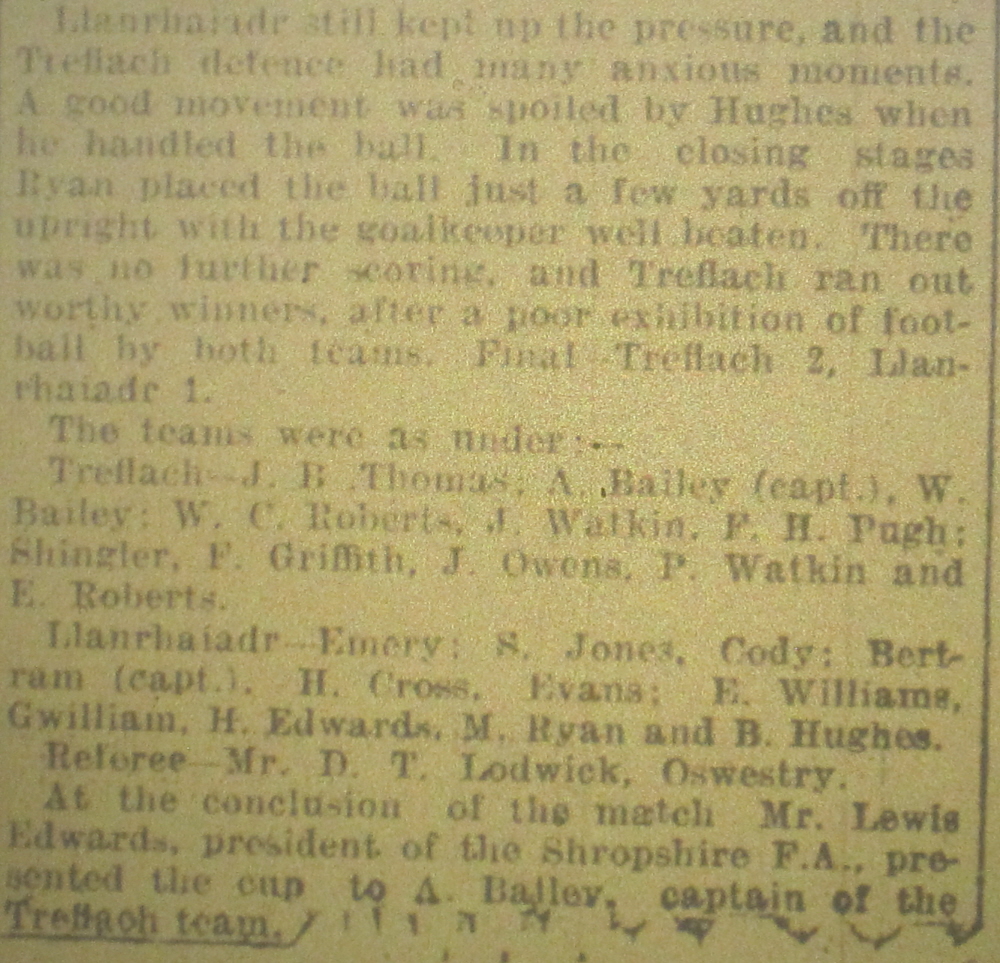 Llanrhaiadr still kept up the pressure, and the
Treflach defence had many anxious moments.
A good movement was spoiled by Hughes when
he handled the ball. In the closing stages
Ryan placed the ball just a few yards off the
upright with the goalkeeper well beaten. There
was no further scoring, and Treflach ran out
worthy winners, after a poor exhibition of foot-
ball by both teams. Final—Treflach 2, Llan-
rhaiadr 1.
The teams were as under:—
Treflach—J. B. Thomas; A. Bailey (capt.), W.
Bailey; W. C. Roberts, J. Watkin, F. H. Pugh;
Shingler, F. Griffith, J. Owens, P. Watkin and
E. Roberts.
Llanrhaiadr—Emery; S. Jones, Cody; Bert-
ram (capt.), H. Cross, Evans; E. Williams,
Gwilliam, H. Edwards, M. Ryan and B. Hughes.
Referee—Mr. D. T. Lodwick, Oswestry.
At the conclusion of the match Mr. Lewis
Edwards, president of the Shropshire F.A., pre-
sented the cup to A. Bailey, captain of the
Treflach team.